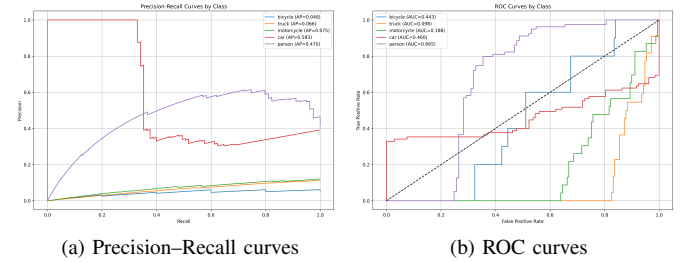 Precision-Recall Curves by Class
bicycle (AP=0.048)
truck (AP=0.066)
motorcycle (AP=0.075)
car (AP=0.583)
person (AP=0.470)
Precision
1.0
0.8
0.6
0.4
0.2
0.0
0.0 0.2 0.4 0.6 0.8 1.0
Recall
(a) Precision–Recall curves
ROC Curves by Class
bicycle (AUC=0.443)
truck (AUC=0.098)
motorcycle (AUC=0.188)
car (AUC=0.460)
person (AUC=0.665)
True Positive Rate
1.0
0.8
0.6
0.4
0.2
0.0
0.0 0.2 0.4 0.6 0.8 1.0
False Positive Rate
(b) ROC curves